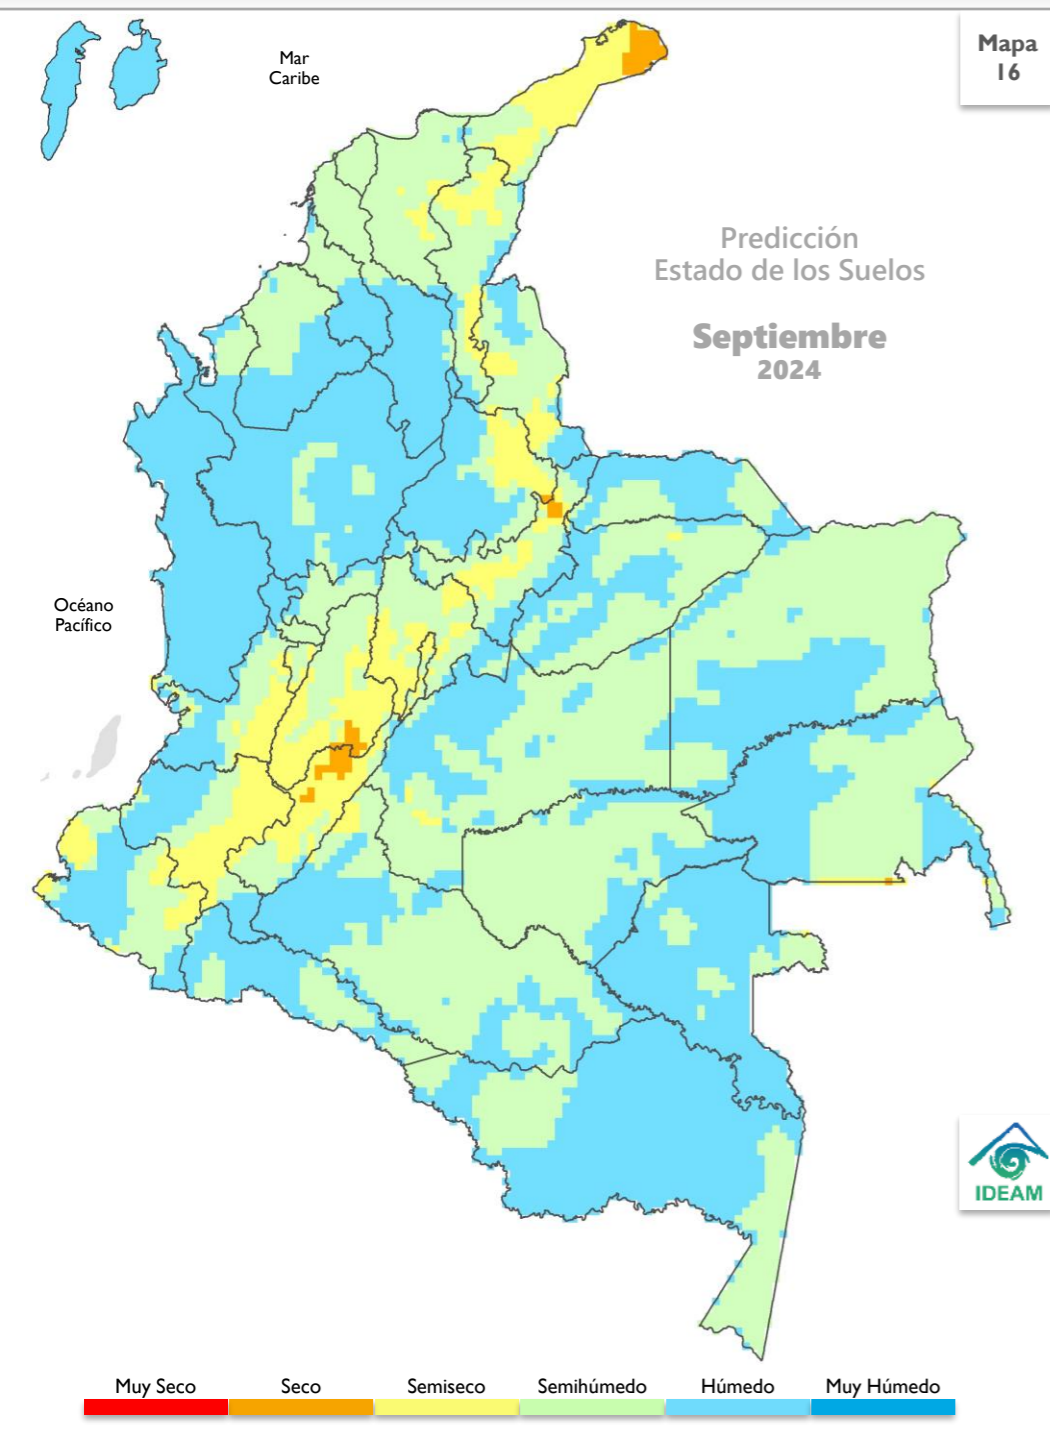 Mar
Caribe
Mapa
16
Predicción
Estado de los Suelos
Septiembre
2024
Océano
Pacífico
IDEAM
Muy Seco
Seco
Semiseco
Semihúmedo
Húmedo
Muy Húmedo